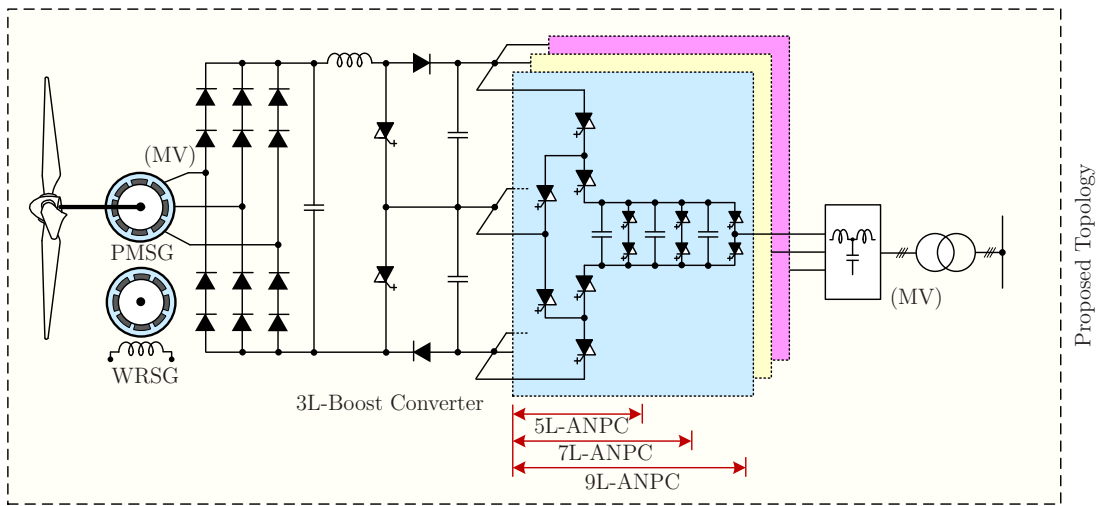 (MV)
PMSG
WRSG
3L-Boost Converter
5L-ANPC
7L-ANPC
9L-ANPC
(MV)
Proposed Topology